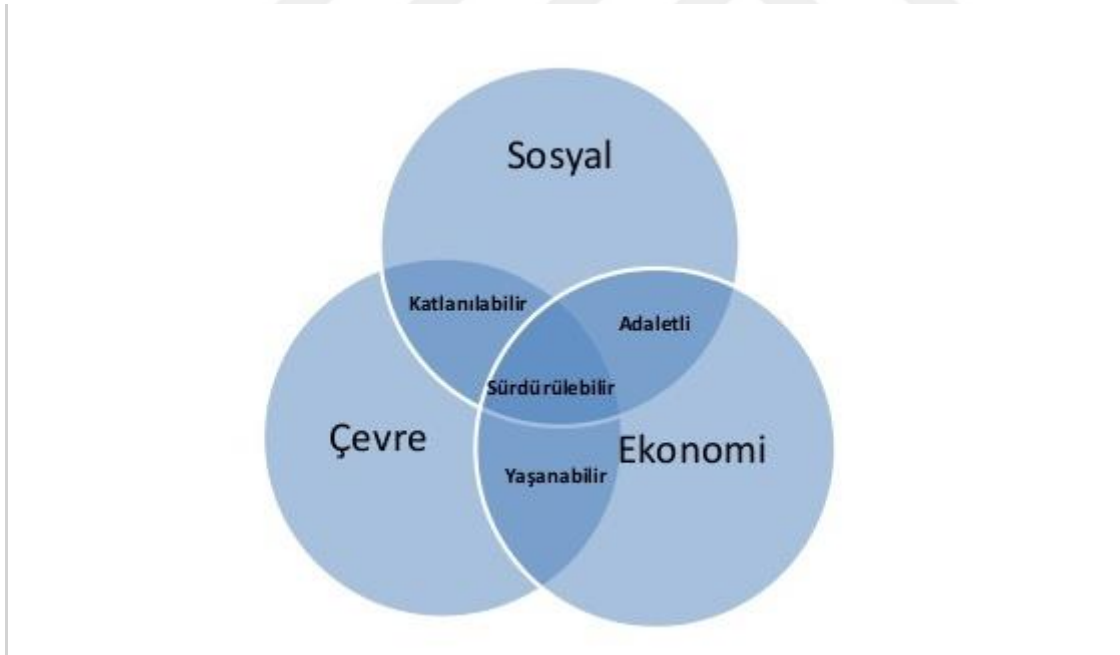 Sosyal
Katlanılabilir
Adaletli
Sürdürülebilir
Çevre
Ekonomi
Yaşanabilir